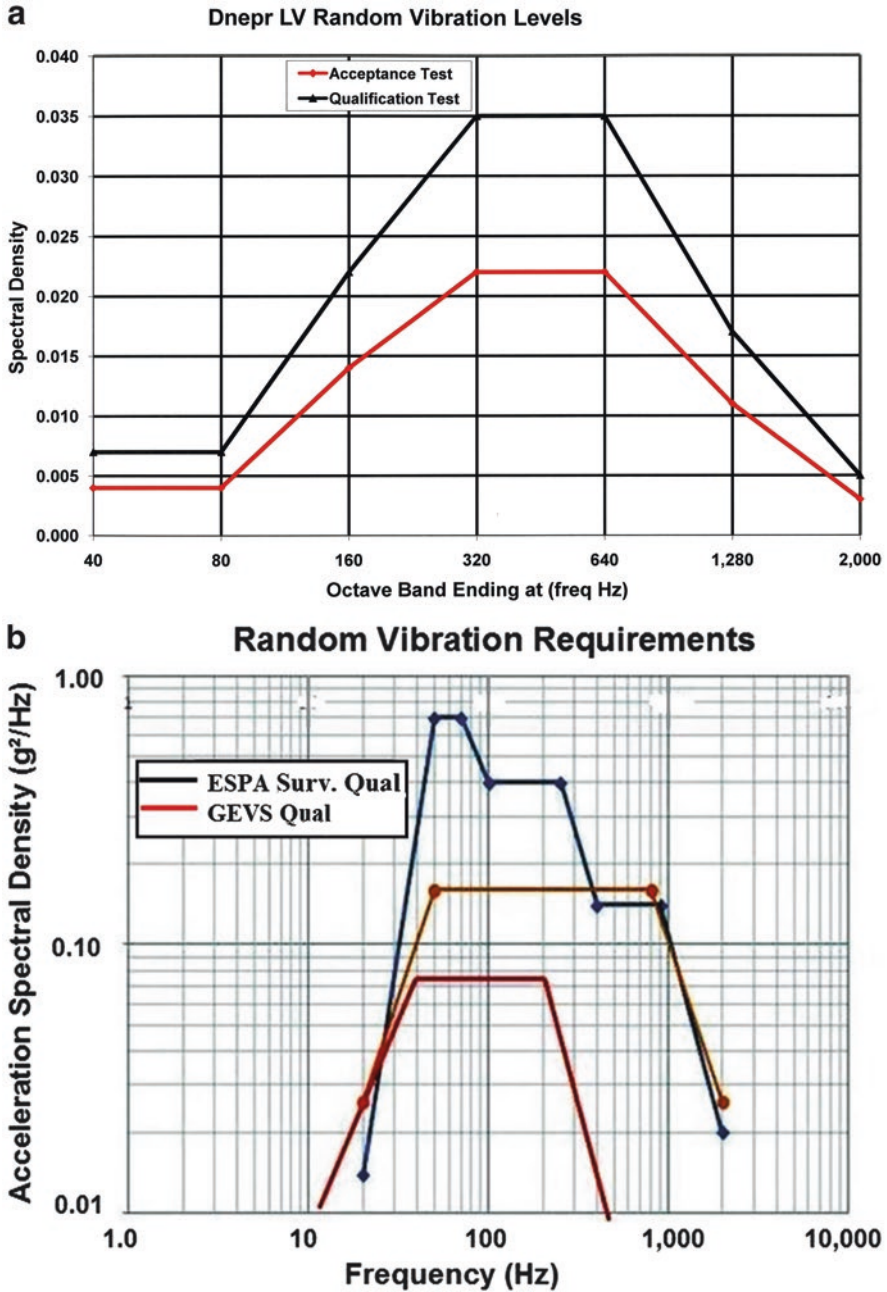 a
Dnepr LV Random Vibration Levels
0.040
0.035
0.030
0.025
0.020
0.015
0.010
0.005
0.000
Spectral Density
Acceptance Test
Qualification Test
40 80 160 320 640 1,280 2,000
Octave Band Ending at (freq Hz)
b
Random Vibration Requirements
1.00
0.10
0.01
Acceleration Spectral Density (g²/Hz)
ESPA Surv. Qual
GEVS Qual
1.0 10 100 1,000 10,000
Frequency (Hz)